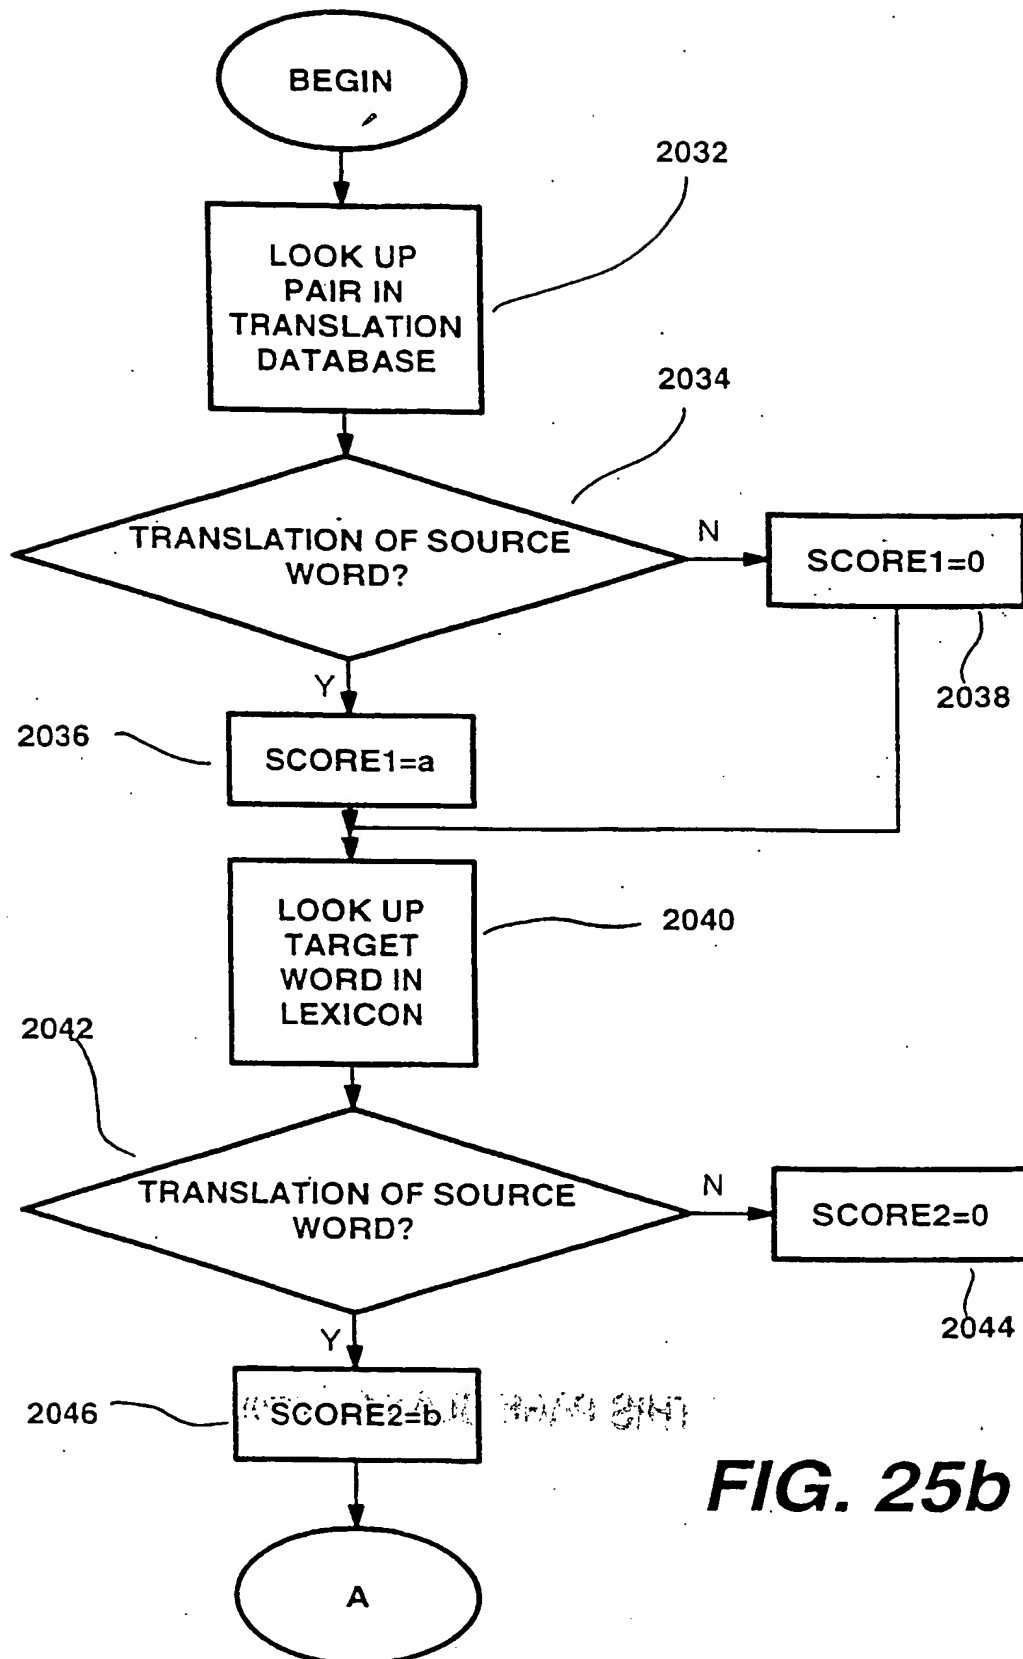 BEGIN
2032
LOOK UP
PAIR IN
TRANSLATION
DATABASE
2034
TRANSLATION OF SOURCE
WORD?
N
SCORE1=0
2038
Y
2036
SCORE1=a
LOOK UP
TARGET
WORD IN
LEXICON
2040
2042
TRANSLATION OF SOURCE
WORD?
N
SCORE2=0
2044
Y
2046
SCORE2=b
FIG. 25b
A